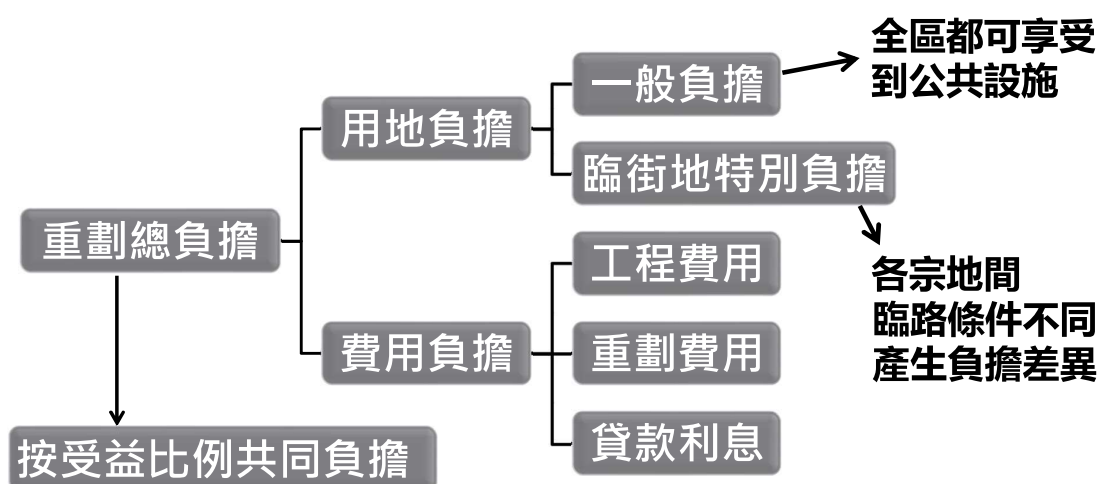 全區都可享受
到公共設施
一般負擔
用地負擔
臨街地特別負擔
重劃總負擔
工程費用
各宗地間
臨路條件不同
產生負擔差異
費用負擔
重劃費用
貸款利息
按受益比例共同負擔